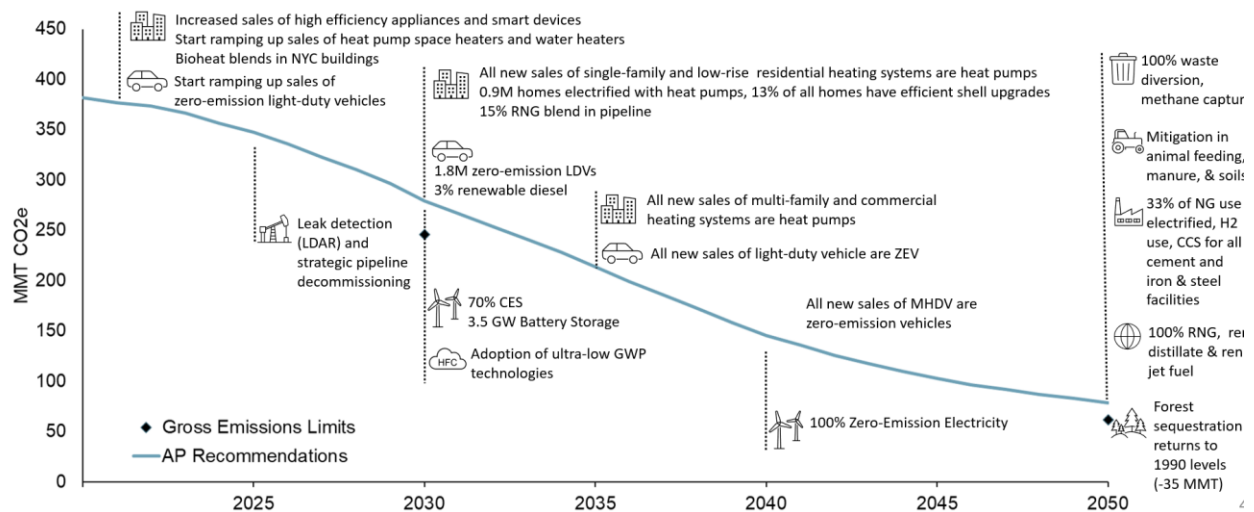 Increased sales of high efficiency appliances and smart devices
Start ramping up sales of heat pump space heaters and water heaters
Bioheat blends in NYC buildings
Start ramping up sales of
zero-emission light-duty vehicles
All new sales of single-family and low-rise residential heating systems are heat pumps
0.9M homes electrified with heat pumps, 13% of all homes have efficient shell upgrades
15% RNG blend in pipeline
1.8M zero-emission LDVs
3% renewable diesel
Leak detection
(LDAR) and
strategic pipeline
decommissioning
70% CES
3.5 GW Battery Storage
HFC
Adoption of ultra-low GWP
technologies
All new sales of multi-family and commercial
heating systems are heat pumps
All new sales of light-duty vehicle are ZEV
All new sales of MHDV are
zero-emission vehicles
100% Zero-Emission Electricity
100% waste
diversion,
methane captur
Mitigation in
animal feeding,
manure, & soils
33% of NG use
electrified, H2
use, CCS for all
cement and
iron & steel
facilities
100% RNG, ren
distillate & ren
jet fuel
Forest
sequestration
returns to
1990 levels
(-35 MMT)
MMT CO2e
450
400
350
300
250
200
150
100
50
0
Gross Emissions Limits
AP Recommendations
2025
2030
2035
2040
2045
2050